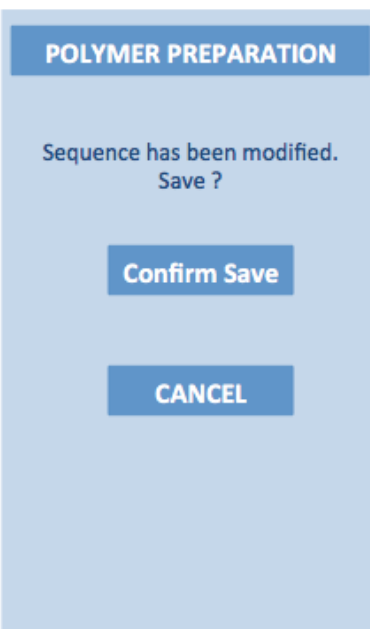 POLYMER PREPARATION
Sequence has been modified.
Save ?
Confirm Save
CANCEL